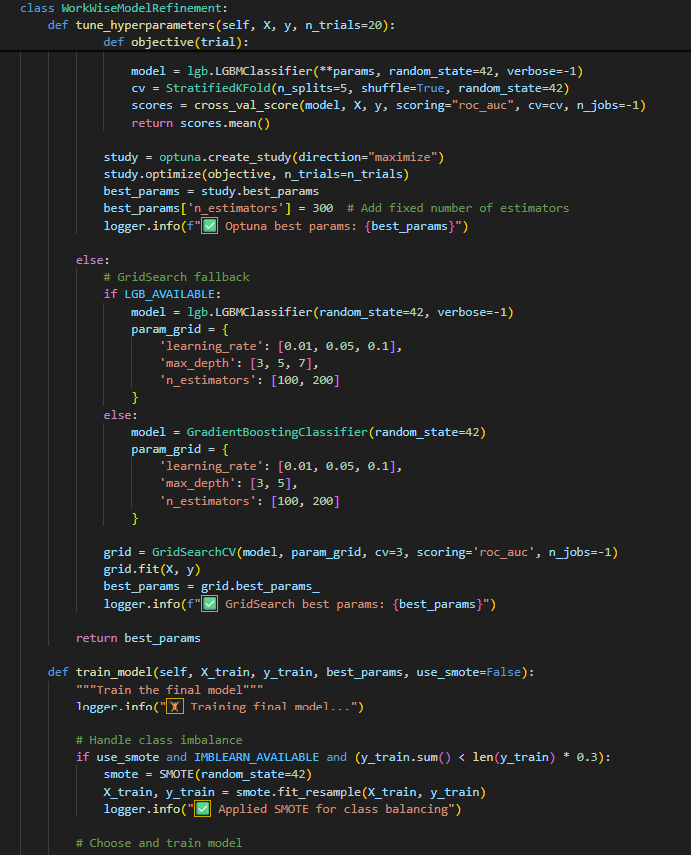 class WorkWiseModelRefinement:
    def tune_hyperparameters(self, X, y, n_trials=20):
            def objective(trial):
                model = lgb.LGBMClassifier(**params, random_state=42, verbose=-1)
                cv = StratifiedKFold(n_splits=5, shuffle=True, random_state=42)
                scores = cross_val_score(model, X, y, scoring="roc_auc", cv=cv, n_jobs=-1)
                return scores.mean()
            study = optuna.create_study(direction="maximize")
            study.optimize(objective, n_trials=n_trials)
            best_params = study.best_params
            best_params['n_estimators'] = 300  # Add fixed number of estimators
            logger.info(f"✅ Optuna best params: {best_params}")
        else:
            # GridSearch fallback
            if LGB_AVAILABLE:
                model = lgb.LGBMClassifier(random_state=42, verbose=-1)
                param_grid = {
                    'learning_rate': [0.01, 0.05, 0.1],
                    'max_depth': [3, 5, 7],
                    'n_estimators': [100, 200]
                }
            else:
                model = GradientBoostingClassifier(random_state=42)
                param_grid = {
                    'learning_rate': [0.01, 0.05, 0.1],
                    'max_depth': [3, 5],
                    'n_estimators': [100, 200]
                }
            grid = GridSearchCV(model, param_grid, cv=3, scoring='roc_auc', n_jobs=-1)
            grid.fit(X, y)
            best_params = grid.best_params_
            logger.info(f"✅ GridSearch best params: {best_params}")
        return best_params
    def train_model(self, X_train, y_train, best_params, use_smote=False):
        """Train the final model"""
        logger.info("🏋 Training final model...")
        # Handle class imbalance
        if use_smote and IMBLEARN_AVAILABLE and (y_train.sum() < len(y_train) * 0.3):
            smote = SMOTE(random_state=42)
            X_train, y_train = smote.fit_resample(X_train, y_train)
            logger.info("✅ Applied SMOTE for class balancing")
        # Choose and train model